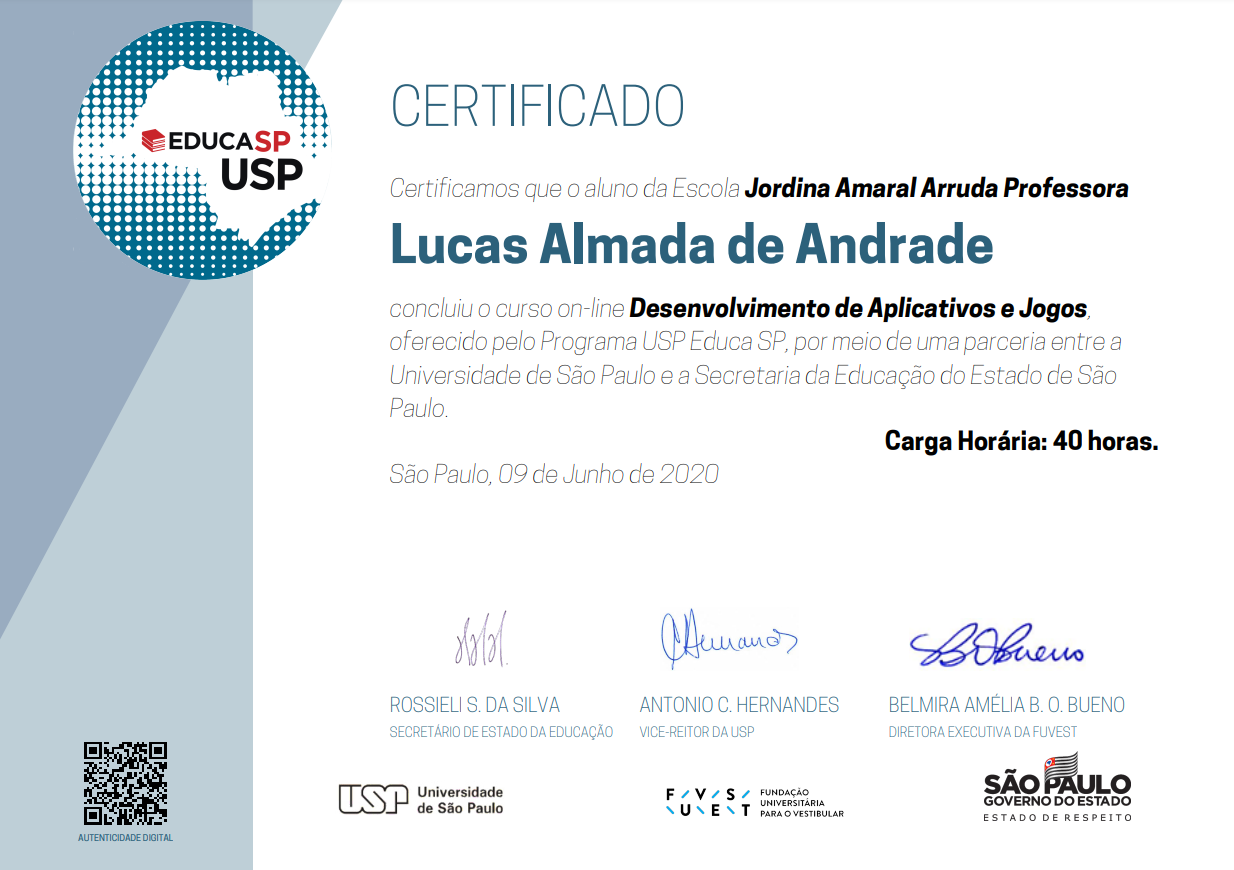 EDUCASP
USP
CERTIFICADO
Certificamos que o aluno da Escola Jordina Amaral Arruda Professora
Lucas Almada de Andrade
concluiu o curso on-line Desenvolvimento de Aplicativos e Jogos,
oferecido pelo Programa USP Educa SP, por meio de uma parceria entre a
Universidade de São Paulo e a Secretaria da Educação do Estado de São
Paulo.
Carga Horária: 40 horas.
São Paulo, 09 de Junho de 2020
ROSSIELI S. DA SILVA
SECRETÁRIO DE ESTADO DA EDUCAÇÃO
ANTONIO C. HERNANDES
VICE-REITOR DA USP
BELMIRA AMÉLIA B. O. BUENO
DIRETORA EXECUTIVA DA FUVEST
AUTENTICIDADE DIGITAL
USP
Universidade
de São Paulo
FUVEST
FUNDAÇÃO
UNIVERSITÁRIA
PARA O VESTIBULAR
SÃO PAULO
GOVERNO DO ESTADO
ESTADO DE RESPEITO